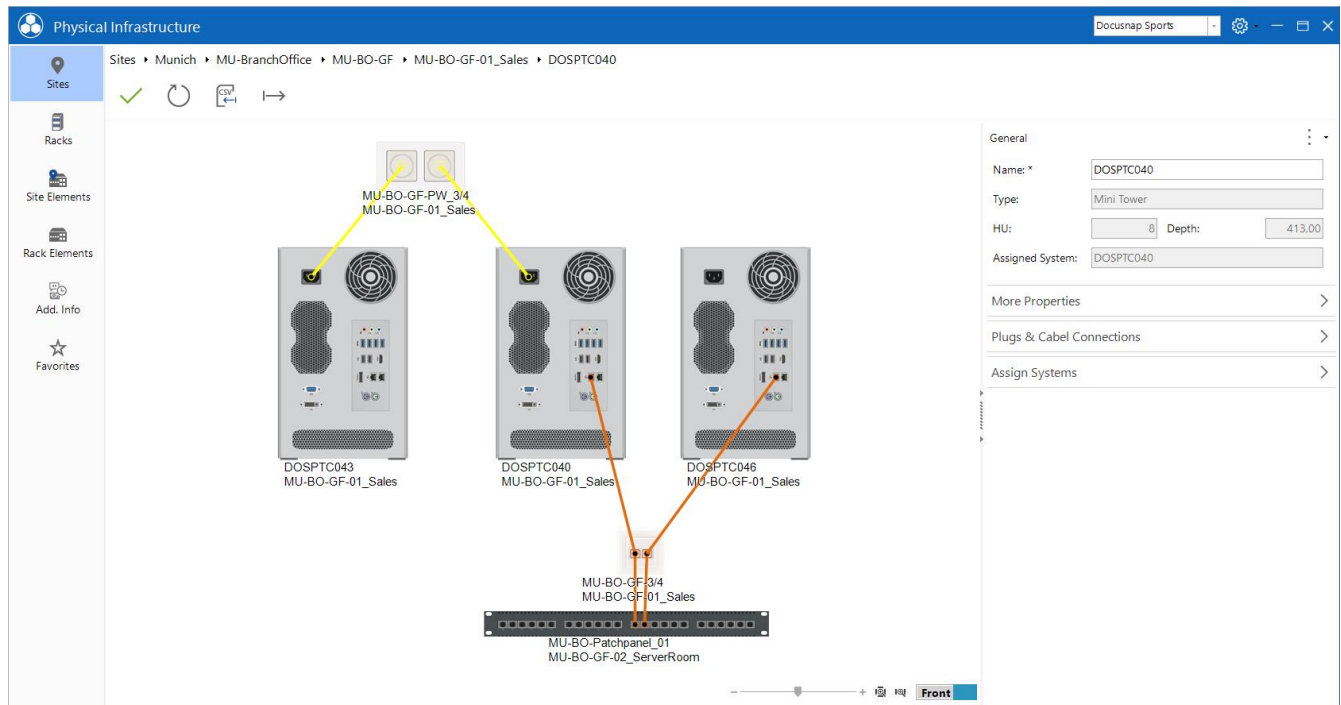 Physical Infrastructure
Docusnap Sports
Sites
Racks
Site Elements
Rack Elements
Add. Info
Favorites
Sites ‣ Munich ‣ MU-BranchOffice ‣ MU-BO-GF ‣ MU-BO-GF-01_Sales ‣ DOSPTC040
CSV
MU-BO-GF-PW_3/4
MU-BO-GF-01_Sales
DOSPTC043
MU-BO-GF-01_Sales
DOSPTC040
MU-BO-GF-01_Sales
DOSPTC046
MU-BO-GF-01_Sales
MU-BO-GF-3/4
MU-BO-GF-01_Sales
MU-BO-Patchpanel_01
MU-BO-GF-02_ServerRoom
- + Front
General
Name: * DOSPTC040
Type: Mini Tower
HU: 8 Depth: 413,00
Assigned System: DOSPTC040
More Properties
Plugs & Cabel Connections
Assign Systems